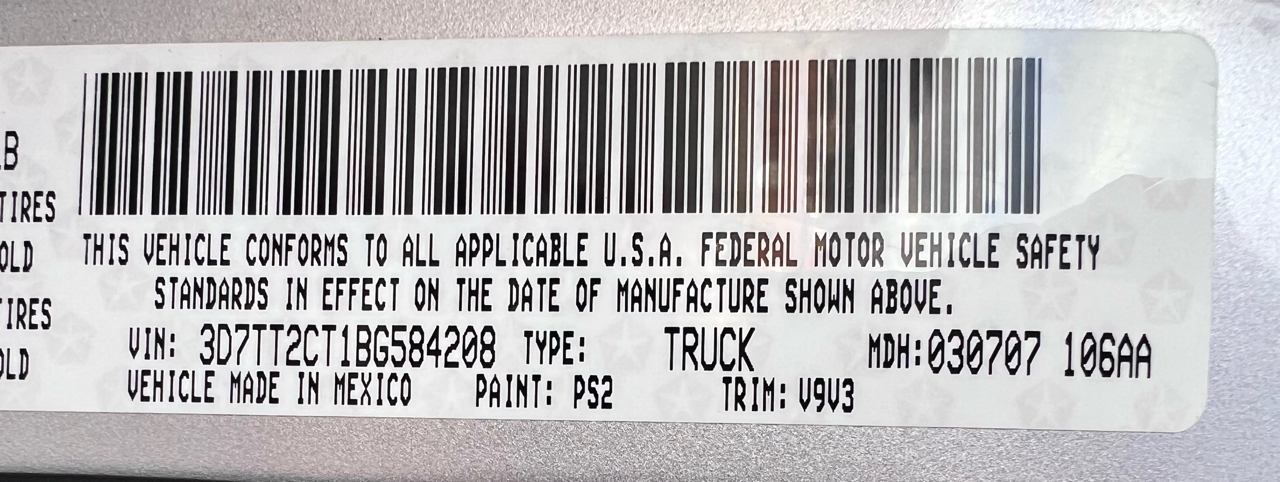 LB
TIRES
OLD
TIRES
OLD
THIS VEHICLE CONFORMS TO ALL APPLICABLE U.S.A. FEDERAL MOTOR VEHICLE SAFETY
STANDARDS IN EFFECT ON THE DATE OF MANUFACTURE SHOWN ABOVE.
VIN: 3D7TT2CT1BG584208 TYPE: TRUCK MDH:030707 106AA
VEHICLE MADE IN MEXICO PAINT: PS2 TRIM: V9V3